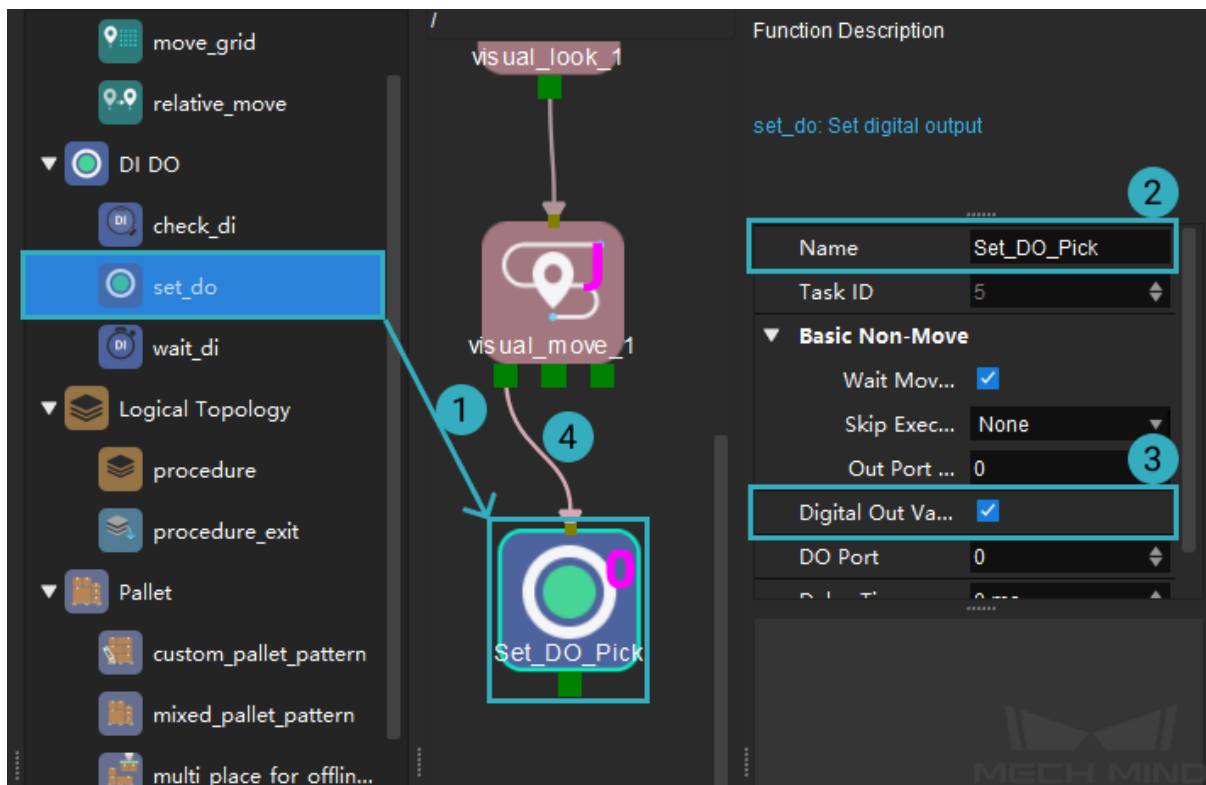 move_grid
relative_move
DI DO
check_di
set_do
wait_di
Logical Topology
procedure
procedure_exit
Pallet
custom_pallet_pattern
mixed_pallet_pattern
multi_place_for_offlin...
/
visual_look_1
J
visual_move_1
1
4
0
Set_DO_Pick
Function Description
set_do: Set digital output
2
Name Set_DO_Pick
Task ID 5
Basic Non-Move
Wait Mov...
Skip Exec... None
Out Port ... 0
3
Digital Out Va...
DO Port 0
MECH MIND